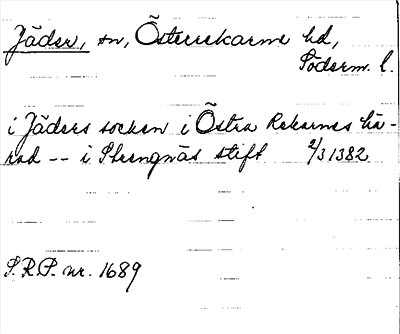 Jäder, sn, Österrekarne hd,
Söderm. l.
i Jäders socken i Östra Rekarnes hä-
rad -- i Strengnäs stift 2/3 1382
S.R.P. nr. 1689